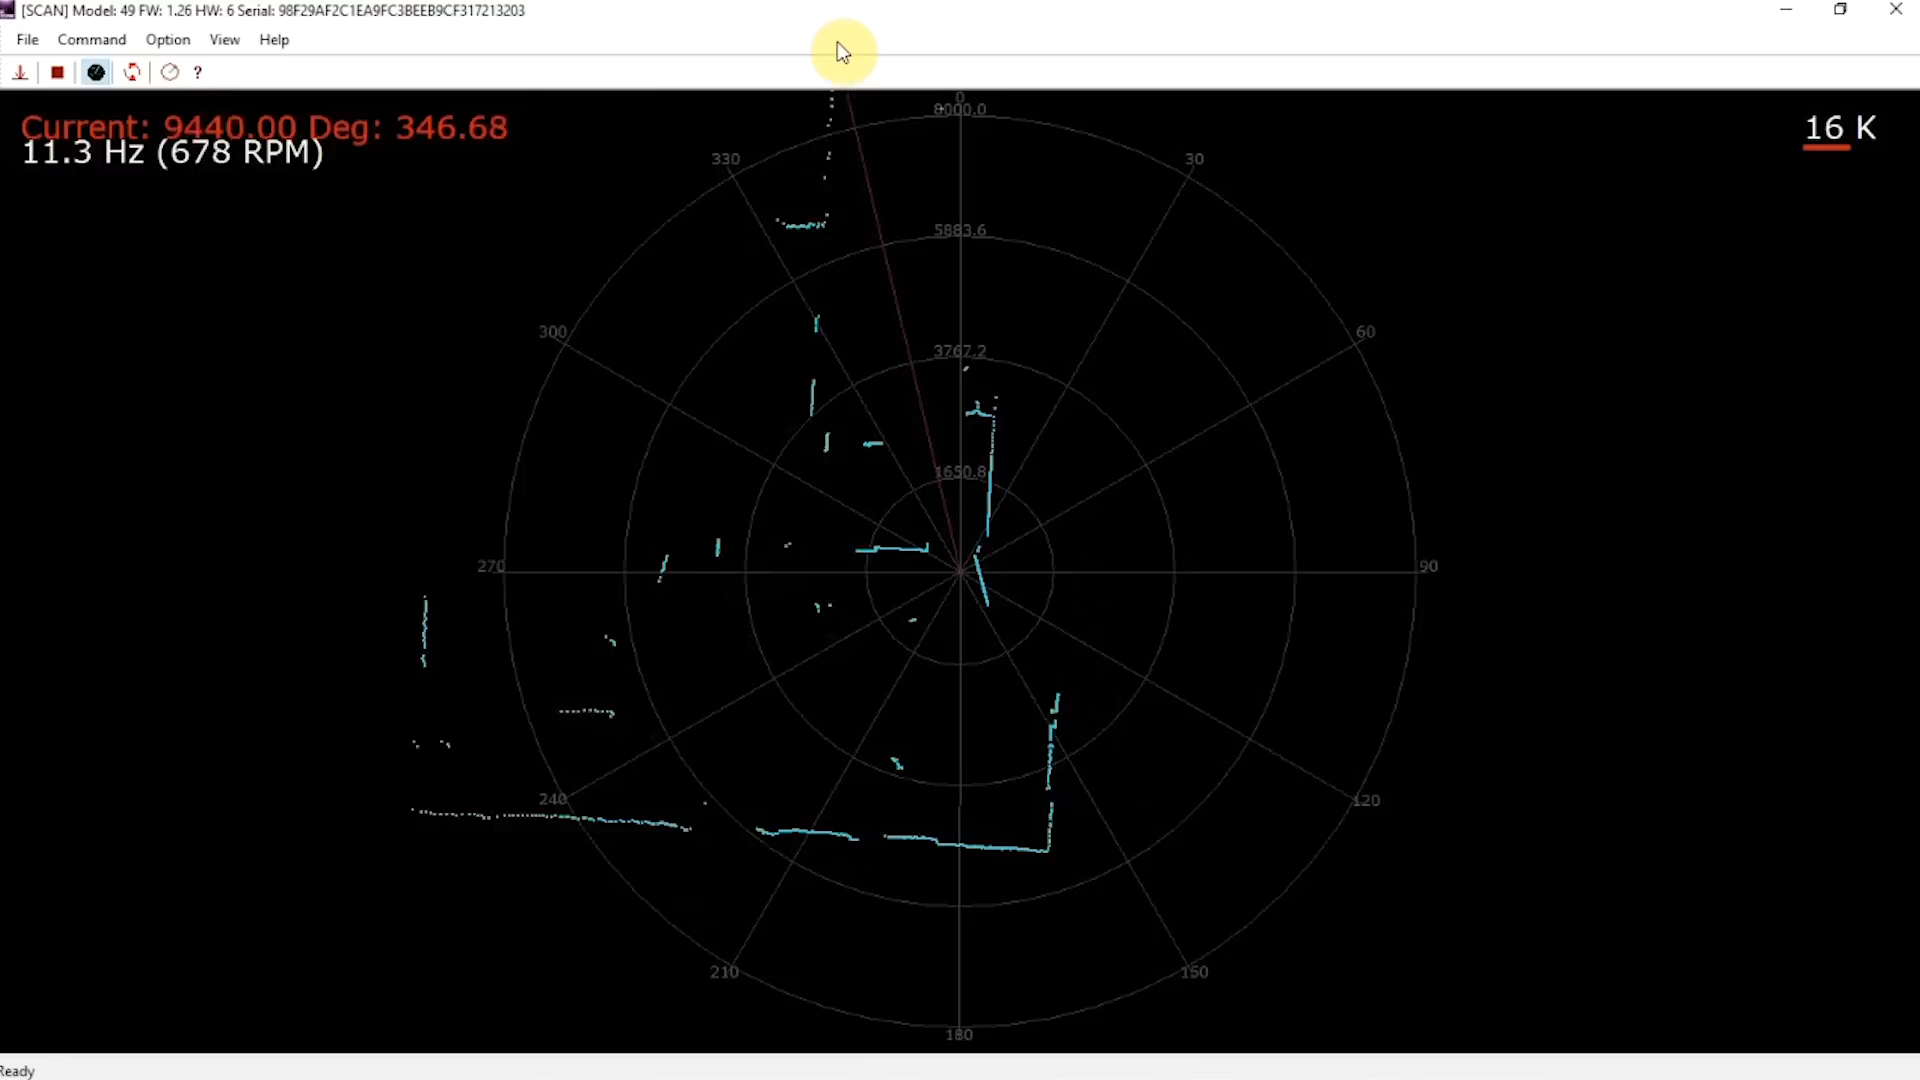 [SCAN] Model: 49 FW: 1.26 HW: 6 Serial: 98F29AF2C1EA9FC3BEEB9CF317213203
File Command Option View Help
?
Current: 9440.00 Deg: 346.68
11.3 Hz (678 RPM)
16 K
0
8000.0
330
30
5883.6
300
60
3767.2
1650.8
270
90
240
120
210
150
180
Ready